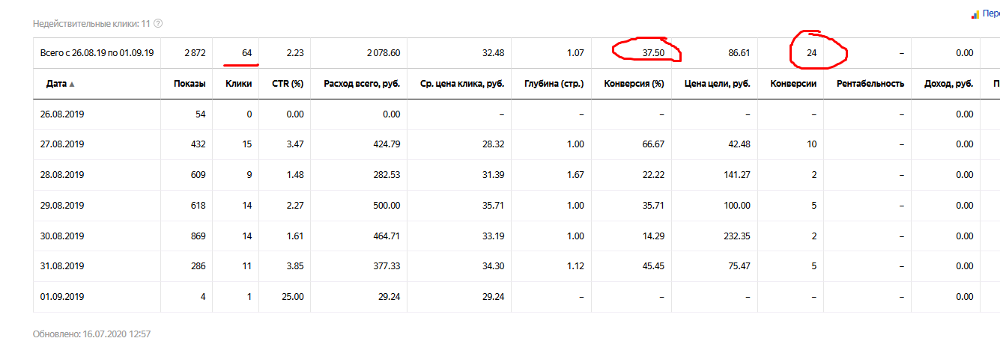 Пер
Недействительные клики: 11 ?
Всего с 26.08.19 по 01.09.19 2 872 64 2.23 2 078.60 32.48 1.07 37.50 86.61 24 – 0.00
Дата ▲ Показы Клики CTR (%) Расход всего, руб. Ср. цена клика, руб. Глубина (стр.) Конверсия (%) Цена цели, руб. Конверсии Рентабельность Доход, руб. П
26.08.2019 54 0 0.00 0.00 – – – – – – 0.00
27.08.2019 432 15 3.47 424.79 28.32 1.00 66.67 42.48 10 – 0.00
28.08.2019 609 9 1.48 282.53 31.39 1.67 22.22 141.27 2 – 0.00
29.08.2019 618 14 2.27 500.00 35.71 1.00 35.71 100.00 5 – 0.00
30.08.2019 869 14 1.61 464.71 33.19 1.00 14.29 232.35 2 – 0.00
31.08.2019 286 11 3.85 377.33 34.30 1.12 45.45 75.47 5 – 0.00
01.09.2019 4 1 25.00 29.24 29.24 – – – – – 0.00
Обновлено: 16.07.2020 12:57